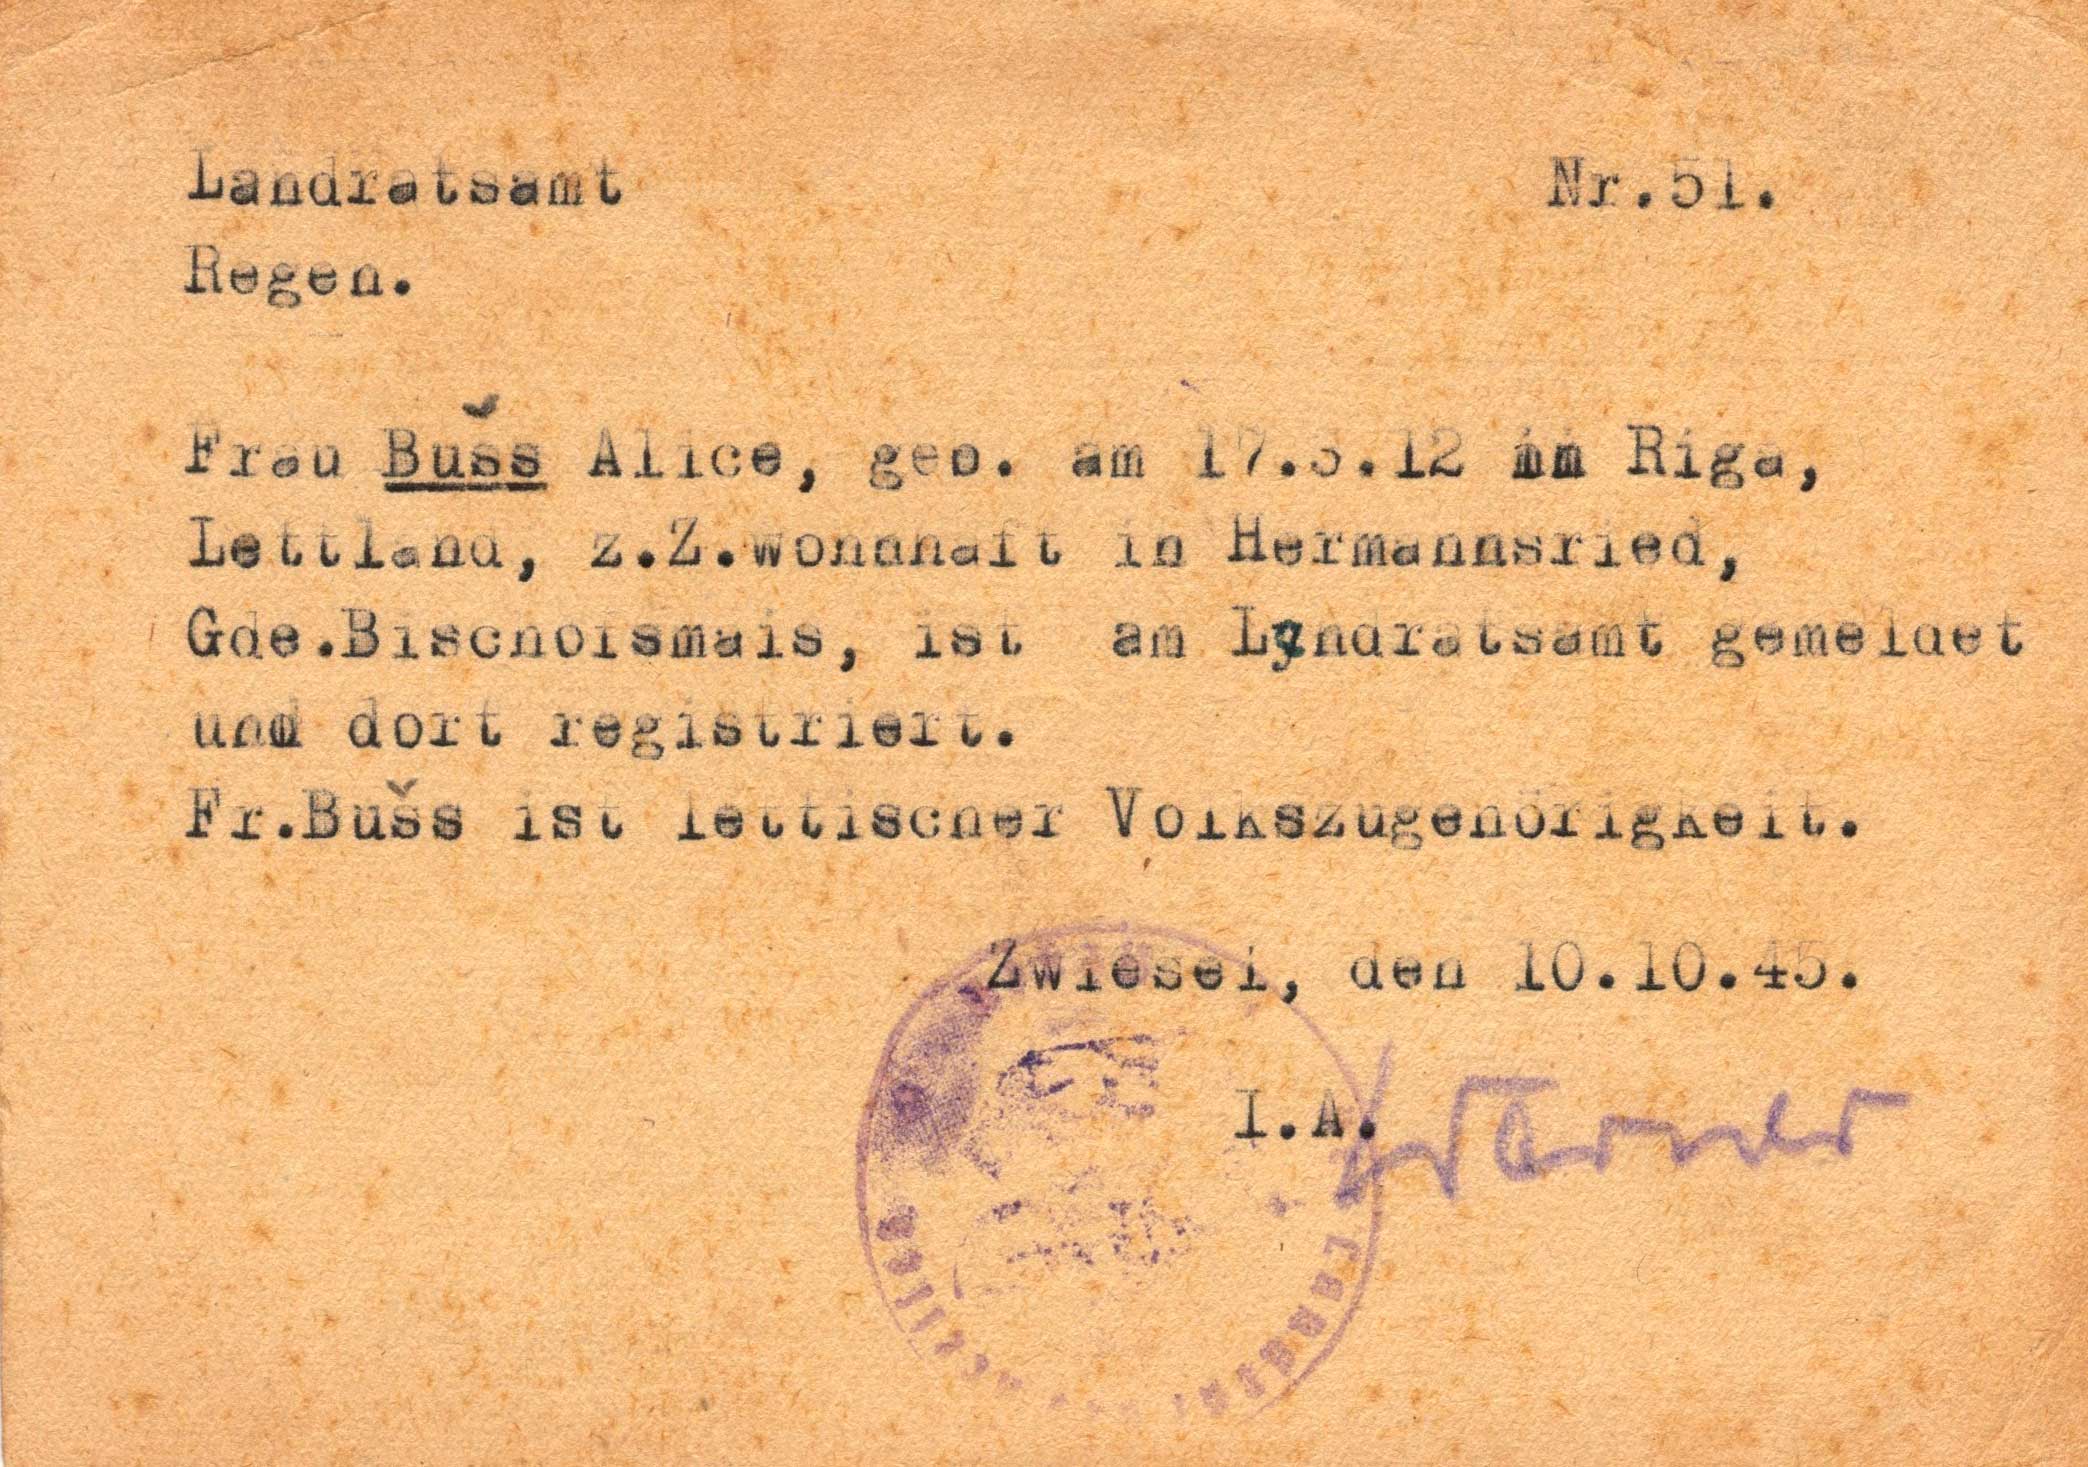 Landratsamt Nr.51.
Regen.
Frau Bušs Alice, geb. am 17.3.12 in Riga,
Lettland, z.Z.wohnhaft in Hermannsried,
Gde.Bischofsmais, ist am Landratsamt gemeldet
und dort registriert.
Fr.Bušs ist lettischer Volkszugehörigkeit.
Zwiesel, den 10.10.45.
I.A.